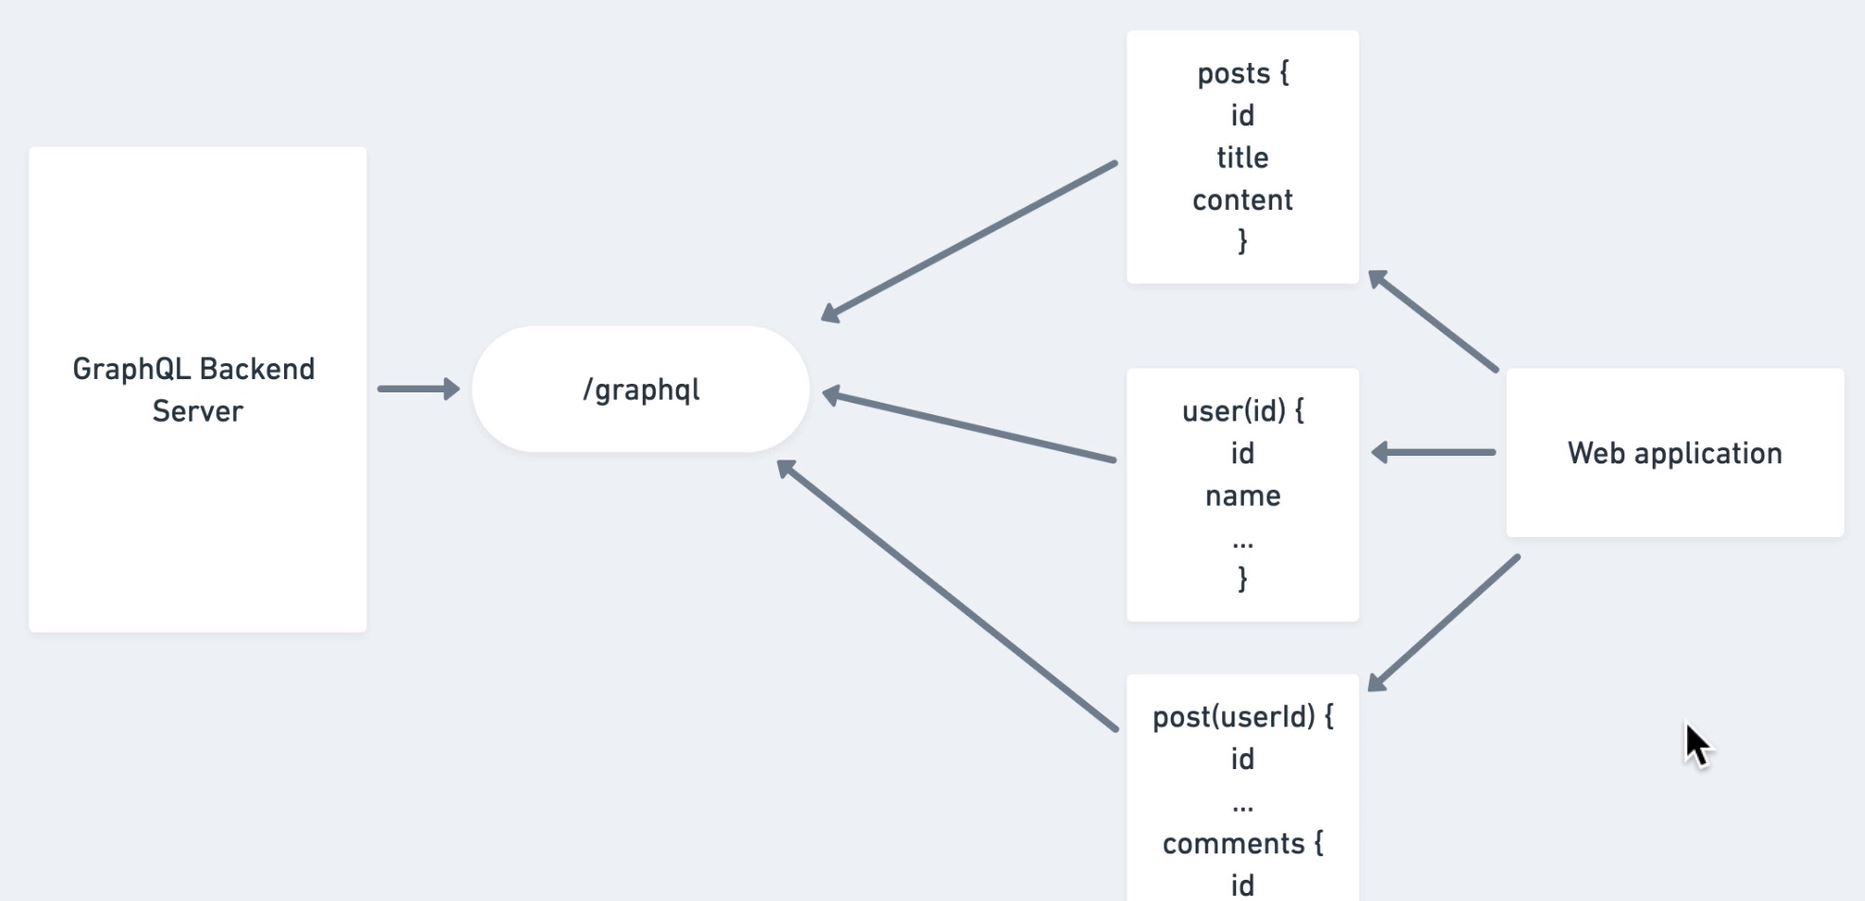 GraphQL Backend
Server
/graphql
posts {
id
title
content
}
user(id) {
id
name
...
}
post(userId) {
id
...
comments {
id
Web application